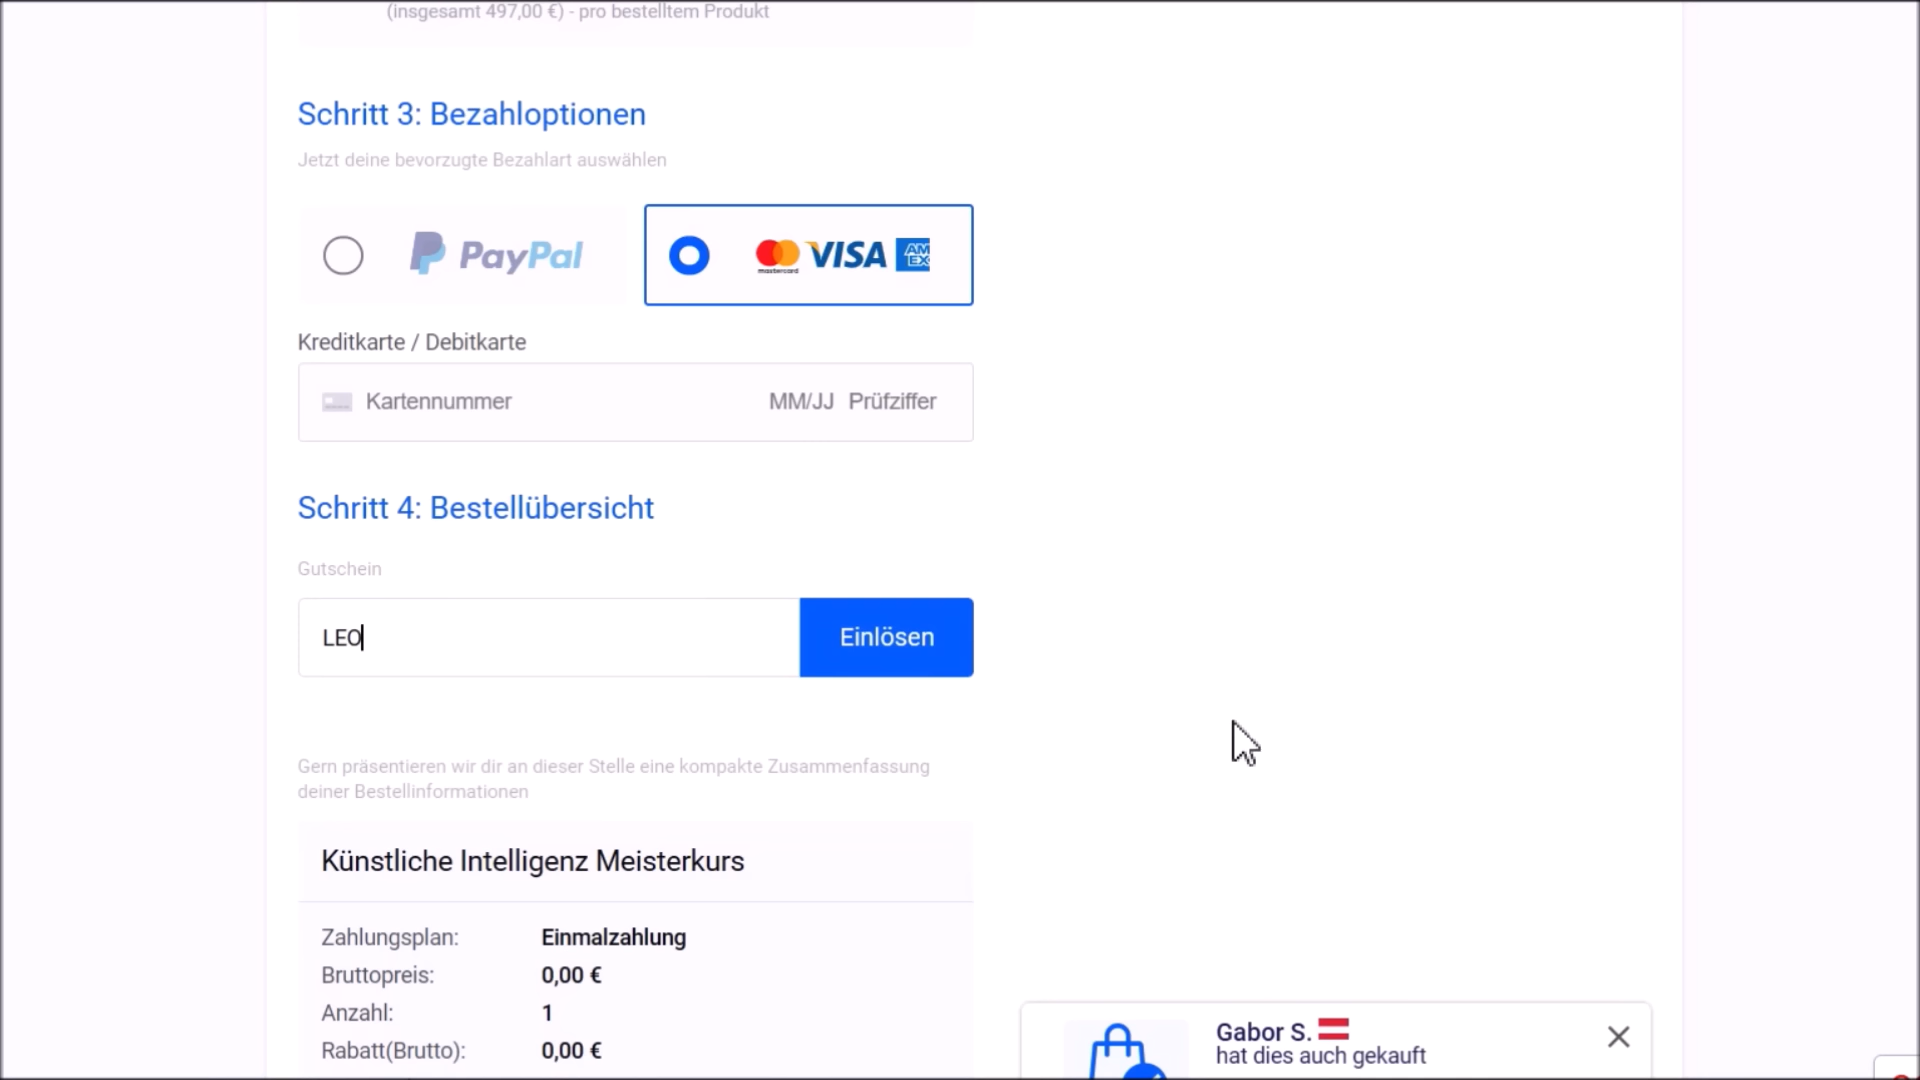 (insgesamt 497,00 €) - pro bestelltem Produkt
Schritt 3: Bezahloptionen
Jetzt deine bevorzugte Bezahlart auswählen
PayPal
mastercard VISA AM EX
Kreditkarte / Debitkarte
Kartennummer MM/JJ Prüfziffer
Schritt 4: Bestellübersicht
Gutschein
LEO Einlösen
Gern präsentieren wir dir an dieser Stelle eine kompakte Zusammenfassung
deiner Bestellinformationen
Künstliche Intelligenz Meisterkurs
Zahlungsplan: Einmalzahlung
Bruttopreis: 0,00 €
Anzahl: 1
Rabatt(Brutto): 0,00 €
Gabor S.
hat dies auch gekauft